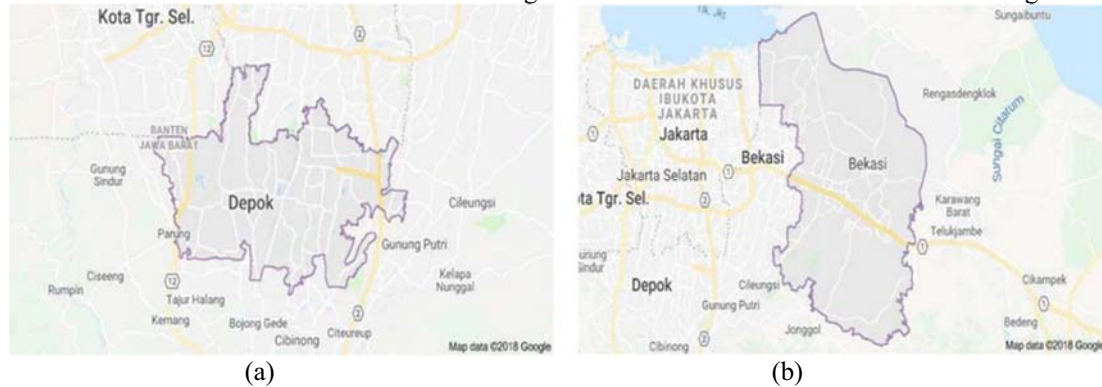 Kota Tgr. Sel.
12
2
BANTEN
JAWA BARAT
Gunung
Sindur
Depok
Cileungsi
Parung
Gunung Putri
Ciseeng
Rumpin
12
Tajur Halang
Kelapa
Nunggal
Kemang
Bojong Gede
Cibinong
2
Citeureup
Map data ©2018 Google
(a)
Sungaibuntu
DAERAH KHUSUS
IBUKOTA
JAKARTA
Rengasdengklok
1
Jakarta
Bekasi
Bekasi
Sungai Citarum
Jakarta Selatan
1
ota Tgr. Sel.
2
Karawang
Barat
Telukjambe
1
Gunung
Sindur
Depok
Cileungsi
Gunung Putri
Cikampek
1
Jonggol
Bedeng
Cibinong
2
Map data ©2018 Google
(b)